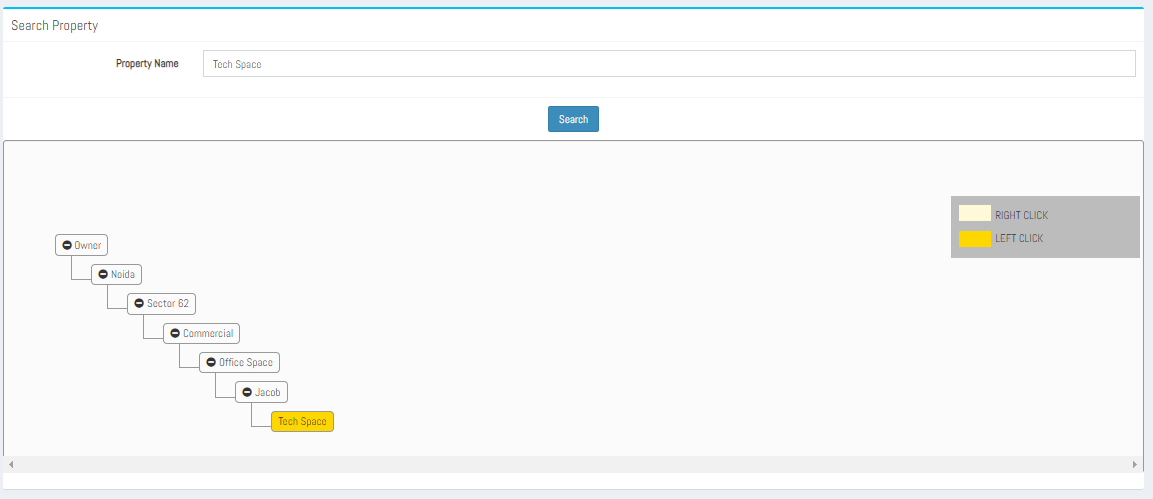 Search Property
Property Name
Tech Space
Search
RIGHT CLICK
LEFT CLICK
Owner
Noida
Sector 62
Commercial
Office Space
Jacob
Tech Space